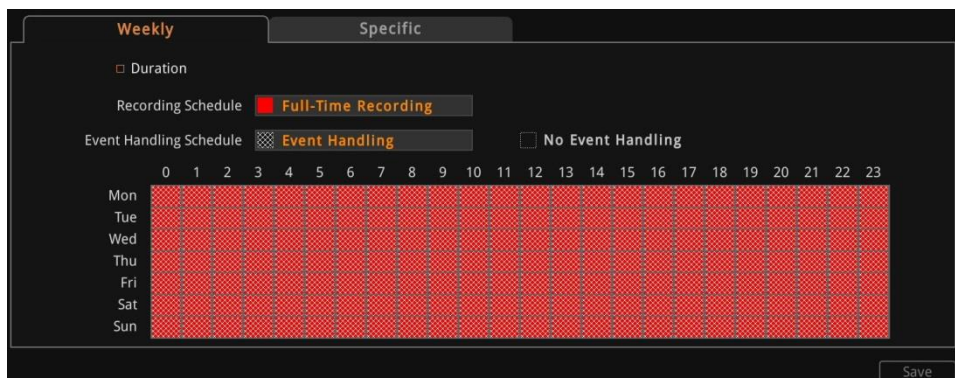 Weekly Specific
Duration
Recording Schedule Full-Time Recording
Event Handling Schedule Event Handling No Event Handling
0 1 2 3 4 5 6 7 8 9 10 11 12 13 14 15 16 17 18 19 20 21 22 23
Mon
Tue
Wed
Thu
Fri
Sat
Sun
Save